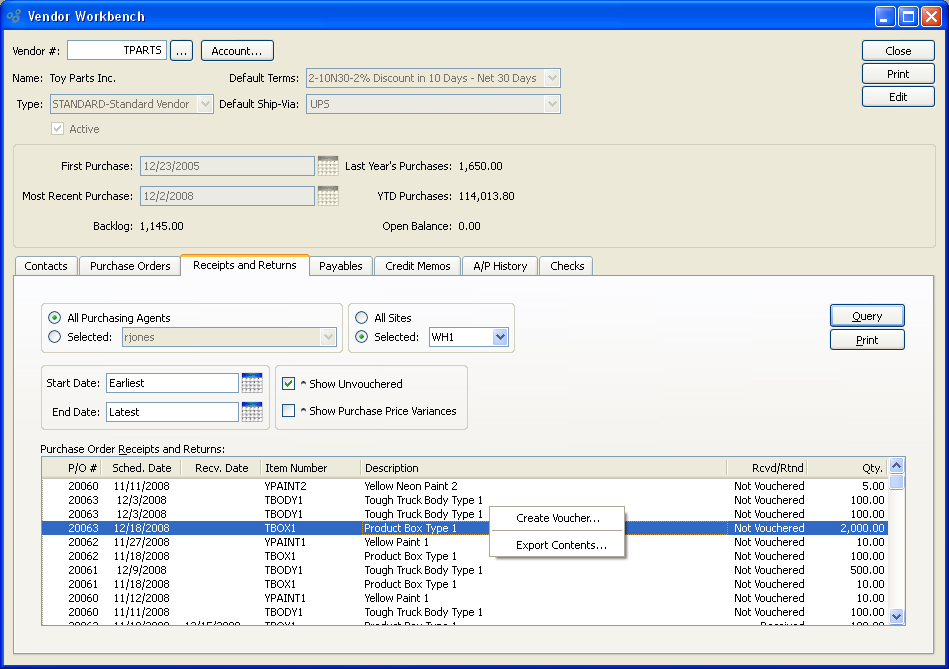 Vendor Workbench
Vendor #: TPARTS ... Account... Close
Name: Toy Parts Inc. Default Terms: 2-10N30-2% Discount in 10 Days - Net 30 Days Print
Type: STANDARD-Standard Vendor Default Ship-Via: UPS Edit
Active
First Purchase: 12/23/2005 Last Year's Purchases: 1,650.00
Most Recent Purchase: 12/2/2008 YTD Purchases: 114,013.80
Backlog: 1,145.00 Open Balance: 0.00
Contacts Purchase Orders Receipts and Returns Payables Credit Memos A/P History Checks
All Purchasing Agents All Sites Query
Selected: rjones Selected: WH1 Print
Start Date: Earliest ^ Show Unvouchered
End Date: Latest ^ Show Purchase Price Variances
Purchase Order Receipts and Returns:
P/O # Sched. Date Recv. Date Item Number Description Rcvd/Rtnd Qty.
20060 11/11/2008 YPAINT2 Yellow Neon Paint 2 Not Vouchered 5.00
20063 12/3/2008 TBODY1 Tough Truck Body Type 1 Not Vouchered 100.00
20063 12/3/2008 TBODY1 Tough Truck Body Type 1 Not Vouchered 100.00
20063 12/18/2008 TBOX1 Product Box Type 1 Not Vouchered 2,000.00
20062 11/27/2008 YPAINT1 Yellow Paint 1 Not Vouchered 10.00
20062 11/18/2008 TBOX1 Product Box Type 1 Not Vouchered 100.00
20061 12/9/2008 TBODY1 Tough Truck Body Type 1 Not Vouchered 500.00
20061 11/18/2008 TBOX1 Product Box Type 1 Not Vouchered 10.00
20060 11/12/2008 YPAINT1 Yellow Paint 1 Not Vouchered 10.00
20060 11/11/2008 TBODY1 Tough Truck Body Type 1 Not Vouchered 100.00
TBOX1 Product Box Type 1 Received 100.00
Create Voucher...
Export Contents...